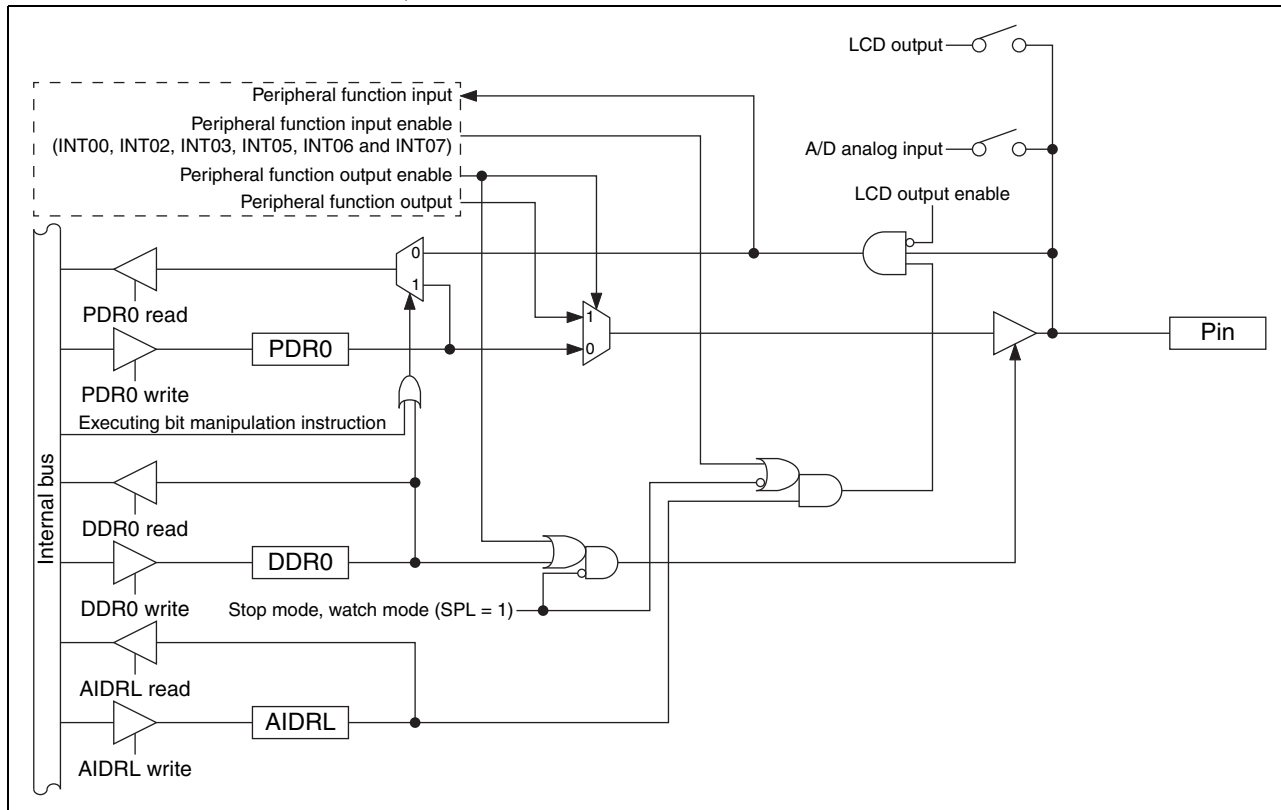 LCD output
Peripheral function input
Peripheral function input enable
(INT00, INT02, INT03, INT05, INT06 and INT07)
A/D analog input
Peripheral function output enable
Peripheral function output
LCD output enable
0
1
PDR0 read
1
0
PDR0
Pin
PDR0 write
Executing bit manipulation instruction
Internal bus
DDR0 read
DDR0
DDR0 write
Stop mode, watch mode (SPL = 1)
AIDRL read
AIDRL
AIDRL write